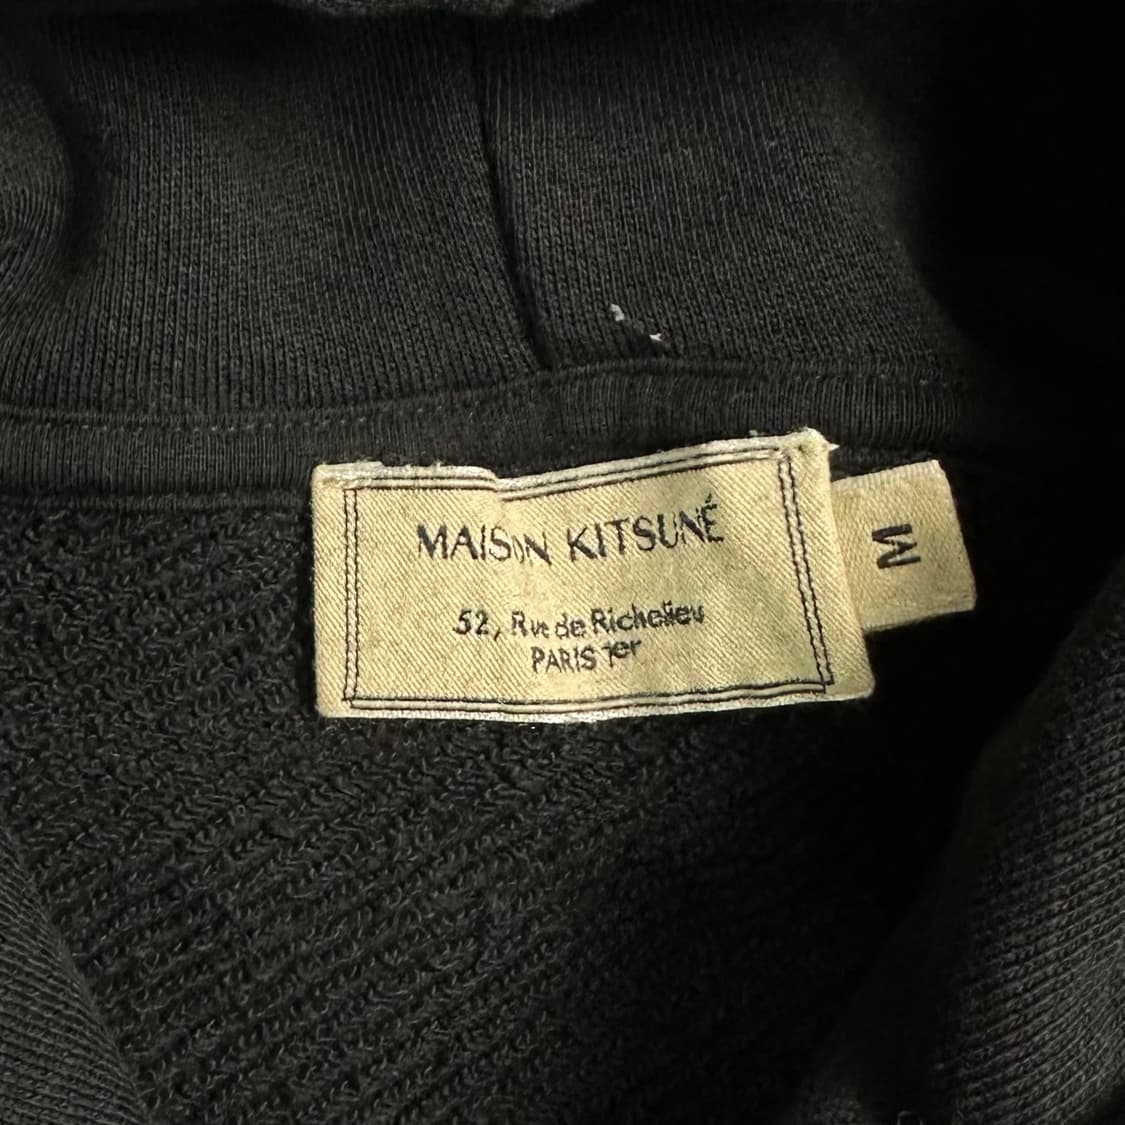 MAISON KITSUNÉ
52, Rue de Richelieu
PARIS 1er
M